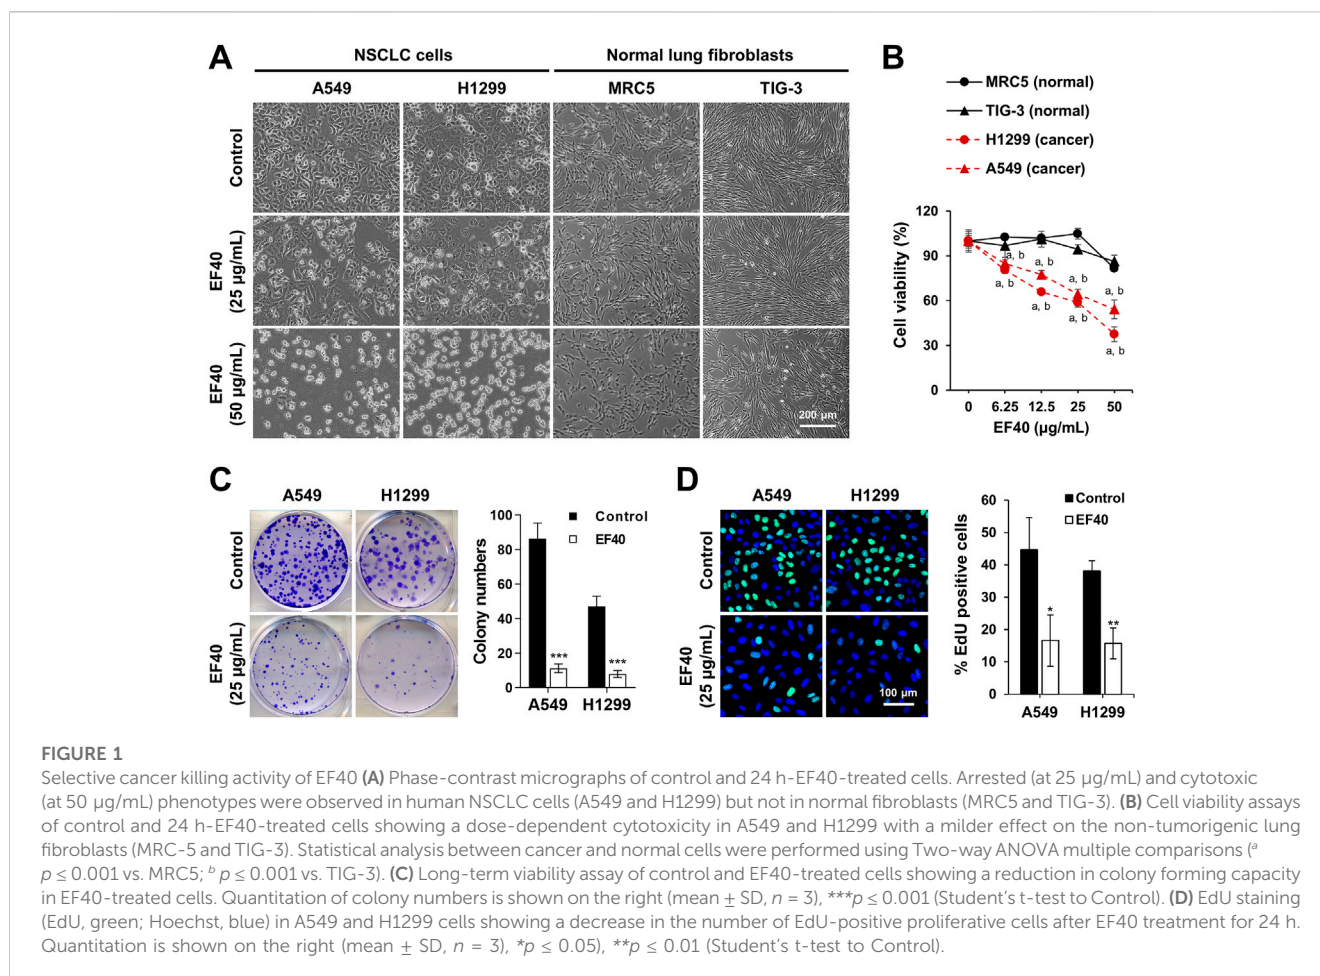 A
NSCLC cells
Normal lung fibroblasts
A549
H1299
MRC5
TIG-3
Control
EF40
(25 µg/mL)
EF40
(50 µg/mL)
200 µm
B
MRC5 (normal)
TIG-3 (normal)
H1299 (cancer)
A549 (cancer)
Cell viability (%)
120
90
60
30
0
a, b
a, b
a, b
a, b
a, b
a, b
a, b
a, b
0 6.25 12.5 25 50
EF40 (µg/mL)
C
A549
H1299
Control
EF40
(25 µg/mL)
Colony numbers
100
80
60
40
20
0
Control
EF40
***
***
A549 H1299
D
A549
H1299
Control
EF40
(25 µg/mL)
100 µm
% EdU positive cells
60
50
40
30
20
10
0
Control
EF40
*
**
A549 H1299
FIGURE 1
Selective cancer killing activity of EF40 (A) Phase-contrast micrographs of control and 24 h-EF40-treated cells. Arrested (at 25 µg/mL) and cytotoxic
(at 50 µg/mL) phenotypes were observed in human NSCLC cells (A549 and H1299) but not in normal fibroblasts (MRC5 and TIG-3). (B) Cell viability assays
of control and 24 h-EF40-treated cells showing a dose-dependent cytotoxicity in A549 and H1299 with a milder effect on the non-tumorigenic lung
fibroblasts (MRC-5 and TIG-3). Statistical analysis between cancer and normal cells were performed using Two-way ANOVA multiple comparisons (a
p ≤ 0.001 vs. MRC5; b p ≤ 0.001 vs. TIG-3). (C) Long-term viability assay of control and EF40-treated cells showing a reduction in colony forming capacity
in EF40-treated cells. Quantitation of colony numbers is shown on the right (mean ± SD, n = 3), ***p ≤ 0.001 (Student's t-test to Control). (D) EdU staining
(EdU, green; Hoechst, blue) in A549 and H1299 cells showing a decrease in the number of EdU-positive proliferative cells after EF40 treatment for 24 h.
Quantitation is shown on the right (mean ± SD, n = 3), *p ≤ 0.05), **p ≤ 0.01 (Student's t-test to Control).